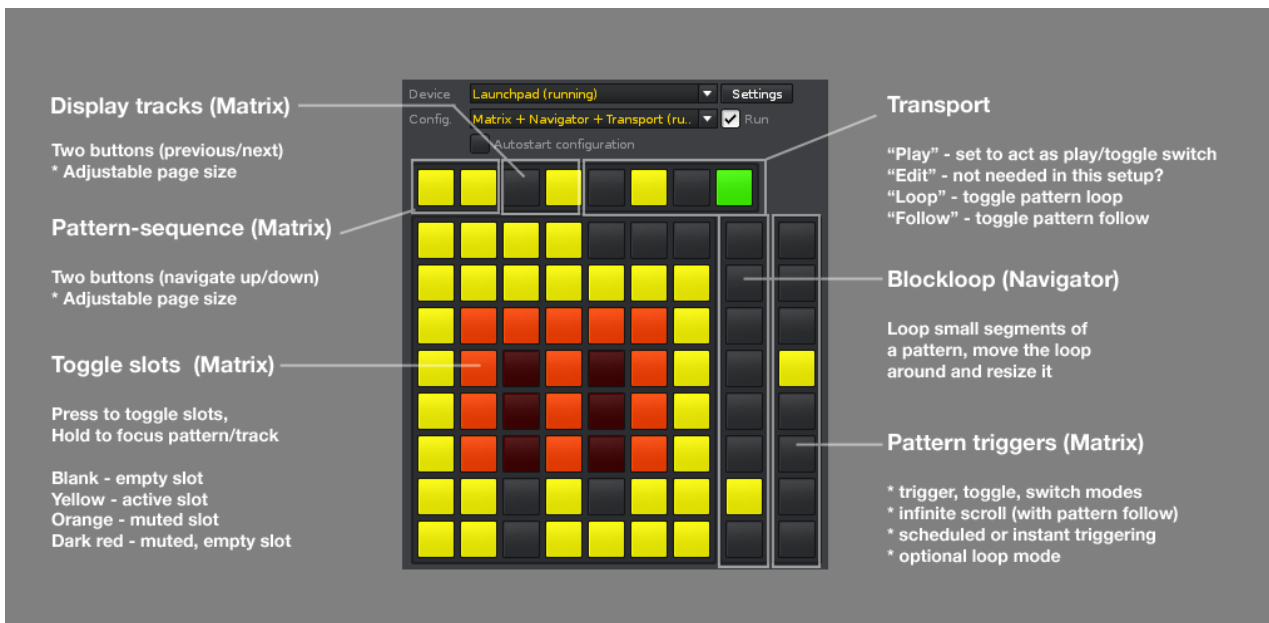 Display tracks (Matrix)
Two buttons (previous/next)
* Adjustable page size
Pattern-sequence (Matrix)
Two buttons (navigate up/down)
* Adjustable page size
Toggle slots  (Matrix)
Press to toggle slots,
Hold to focus pattern/track
Blank - empty slot
Yellow - active slot
Orange - muted slot
Dark red - muted, empty slot
Device
Launchpad (running)
Settings
Config.
Matrix + Navigator + Transport (ru..
Run
Autostart configuration
Transport
“Play” - set to act as play/toggle switch
“Edit” - not needed in this setup?
“Loop” - toggle pattern loop
“Follow” - toggle pattern follow
Blockloop (Navigator)
Loop small segments of
a pattern, move the loop
around and resize it
Pattern triggers (Matrix)
* trigger, toggle, switch modes
* infinite scroll (with pattern follow)
* scheduled or instant triggering
* optional loop mode